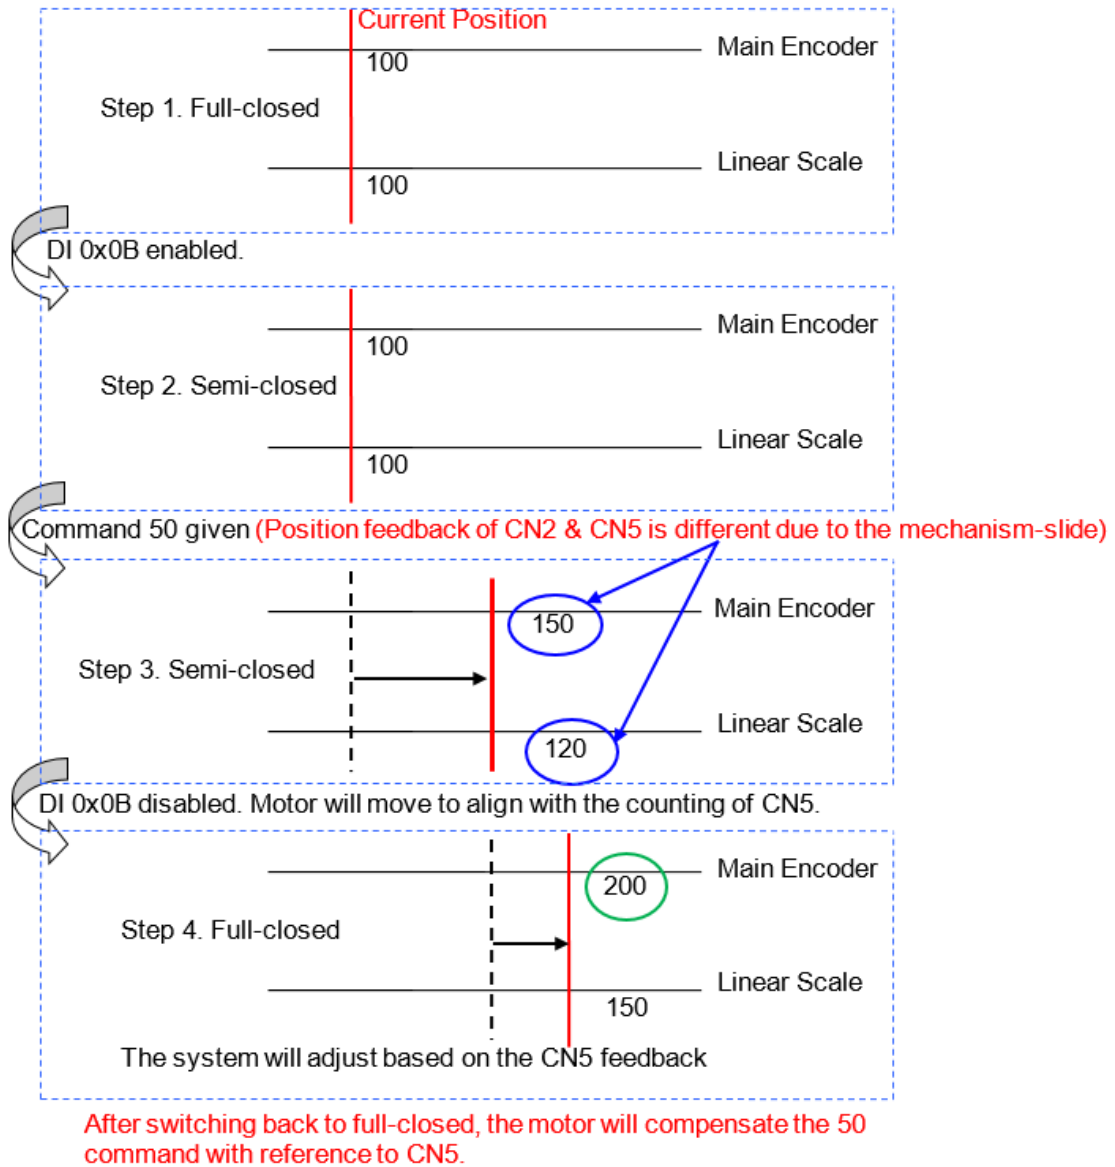 Current Position
Main Encoder
100
Step 1. Full-closed
Linear Scale
100
DI 0x0B enabled.
Main Encoder
100
Step 2. Semi-closed
Linear Scale
100
Command 50 given (Position feedback of CN2 & CN5 is different due to the mechanism-slide)
Main Encoder
150
Step 3. Semi-closed
Linear Scale
120
DI 0x0B disabled. Motor will move to align with the counting of CN5.
Main Encoder
200
Step 4. Full-closed
Linear Scale
150
The system will adjust based on the CN5 feedback
After switching back to full-closed, the motor will compensate the 50
command with reference to CN5.